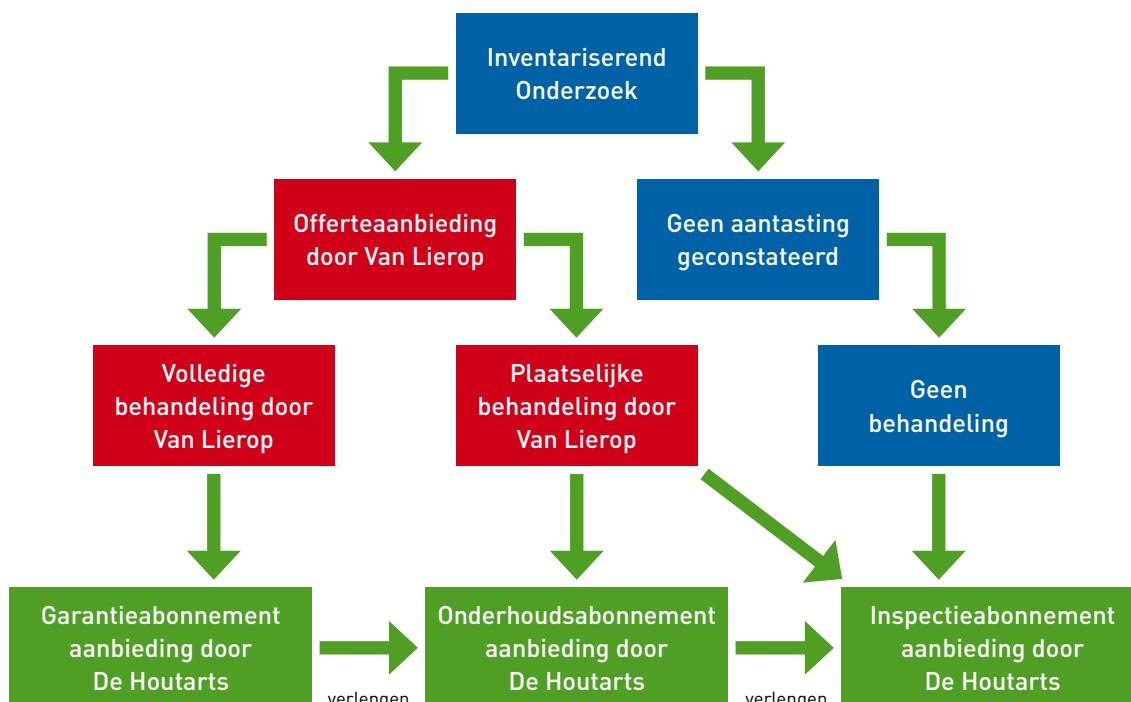 Inventariserend
Onderzoek
Offerteaanbieding
door Van Lierop
Geen aantasting
geconstateerd
Volledige
behandeling door
Van Lierop
Plaatselijke
behandeling door
Van Lierop
Geen
behandeling
Garantieabonnement
aanbieding door
De Houtarts
verlengen
Onderhoudsabonnement
aanbieding door
De Houtarts
verlengen
Inspectieabonnement
aanbieding door
De Houtarts